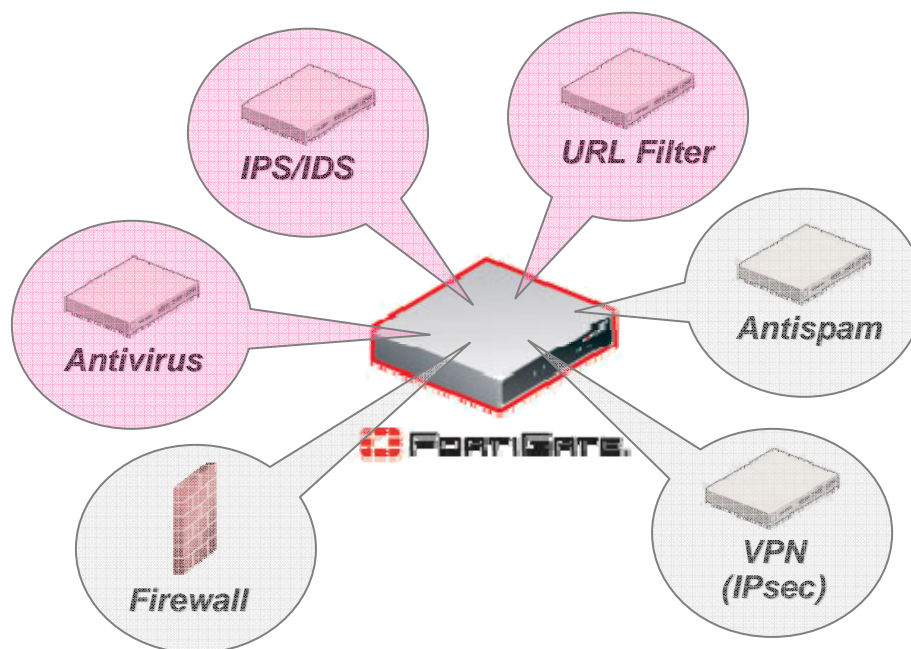 IPS/IDS
URL Filter
Antivirus
Antispam
FORTIGATE.
Firewall
VPN
(IPsec)